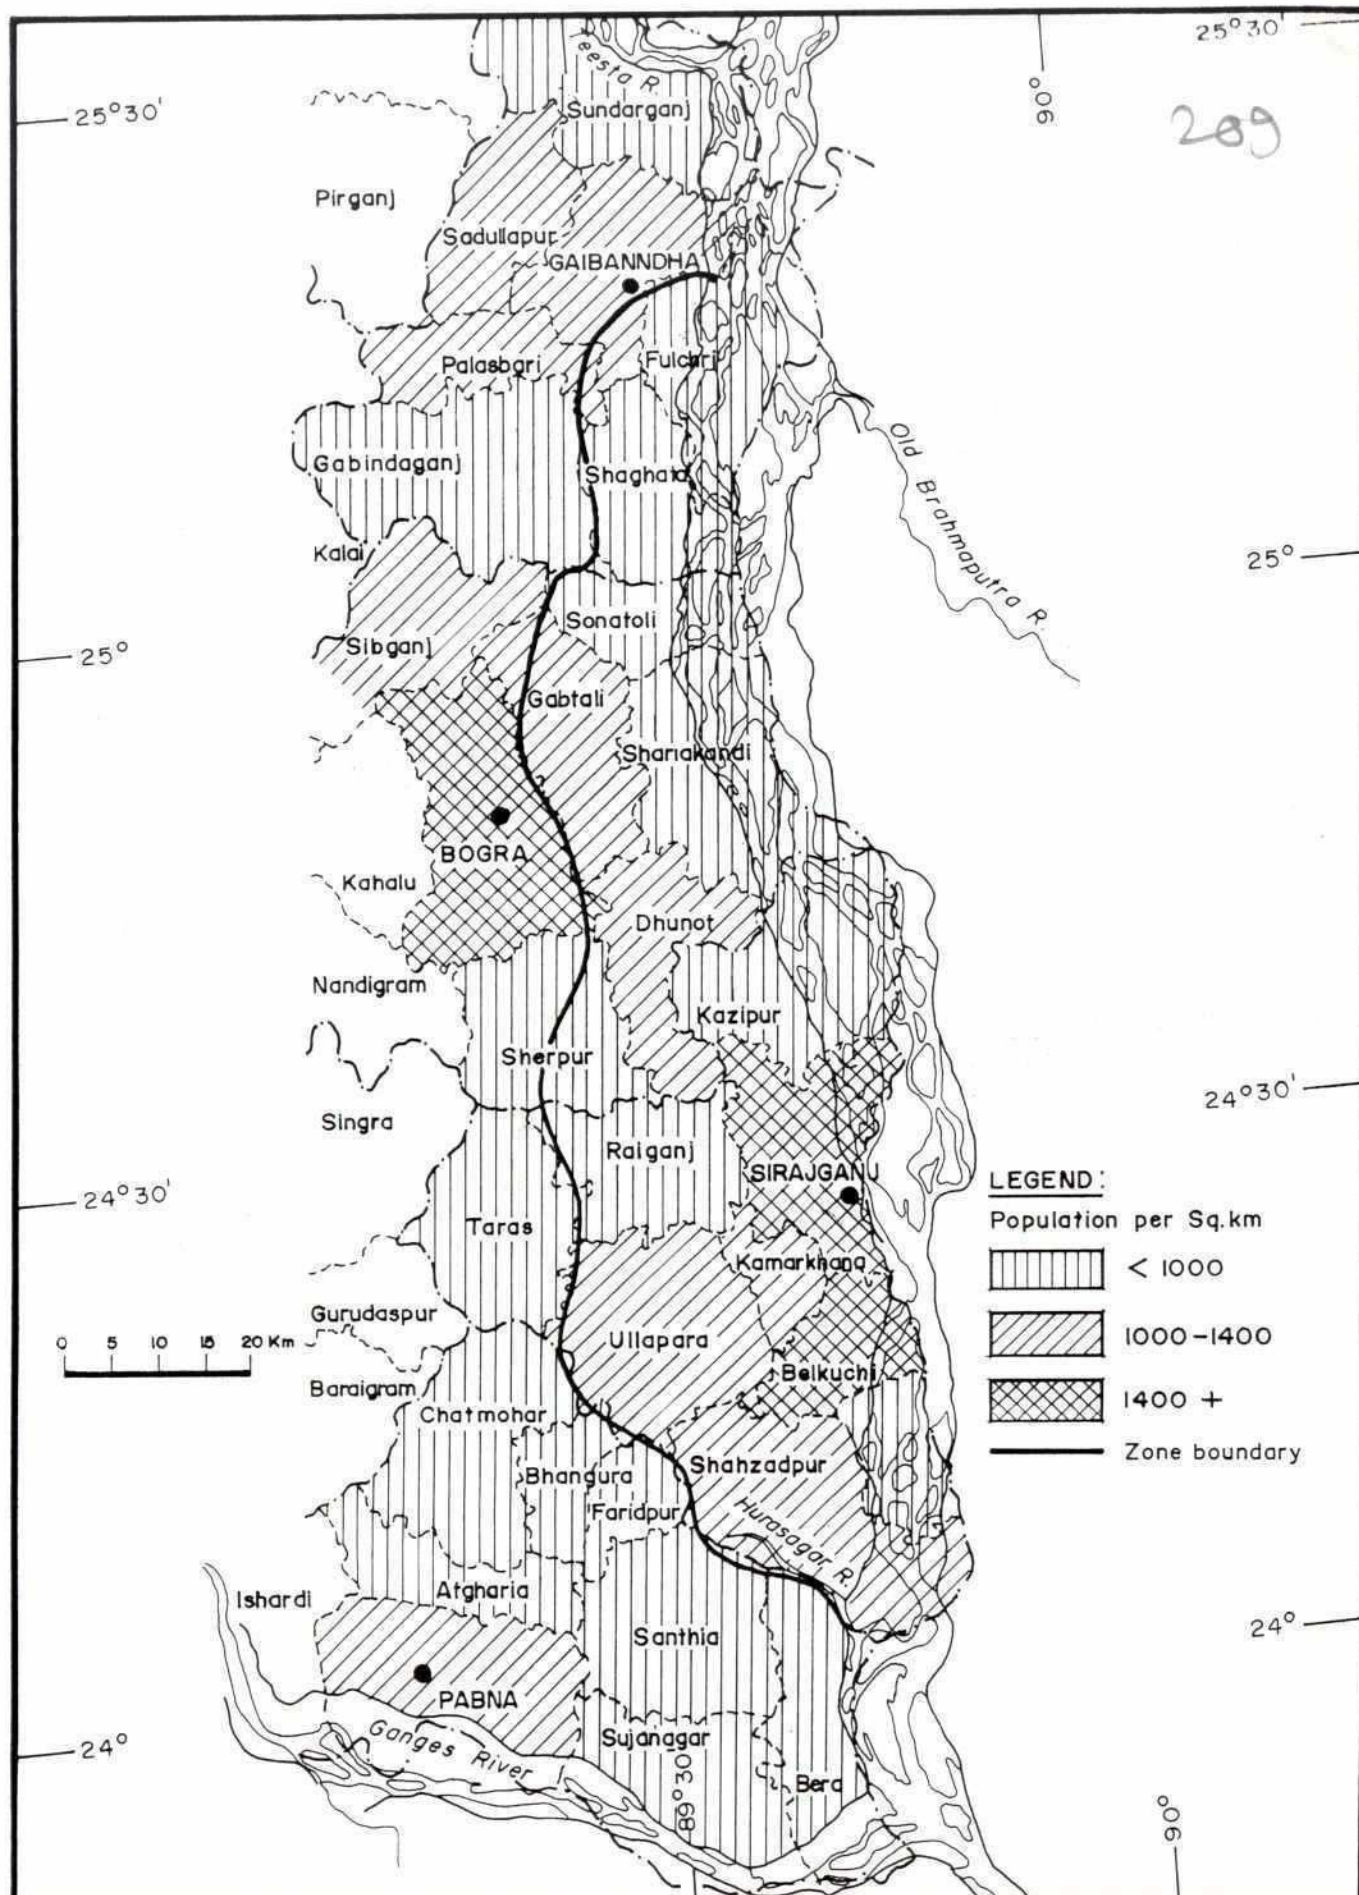 25°30'
90°
Teesta R.
25°30'
Sundarganj
209
Pirganj
Sadullapur
GAIBANNDHA
Palasbari
Fulchri
Old Brahmaputra R.
Gabindaganj
Shaghata
Kalai
25°
Sonatoli
Sibganj
25°
Gabtali
Shariakandi
BOGRA
Kahalu
Dhunot
Nandigram
Kazipur
Sherpur
24°30'
Singra
Raiganj
SIRAJGANJ
LEGEND:
24°30'
Population per Sq.km
Taras
Kamarkhand
< 1000
Gurudaspur
0 5 10 15 20 Km
Ullapara
1000-1400
Belkuchi
Baraigram
1400 +
Chatmohar
Zone boundary
Shahzadpur
Bhangura
Faridpur
Hurasagar R.
Atgharia
Ishardi
24°
Santhia
PABNA
Ganges River
Sujanagar
24°
89°30'
Bera
90°